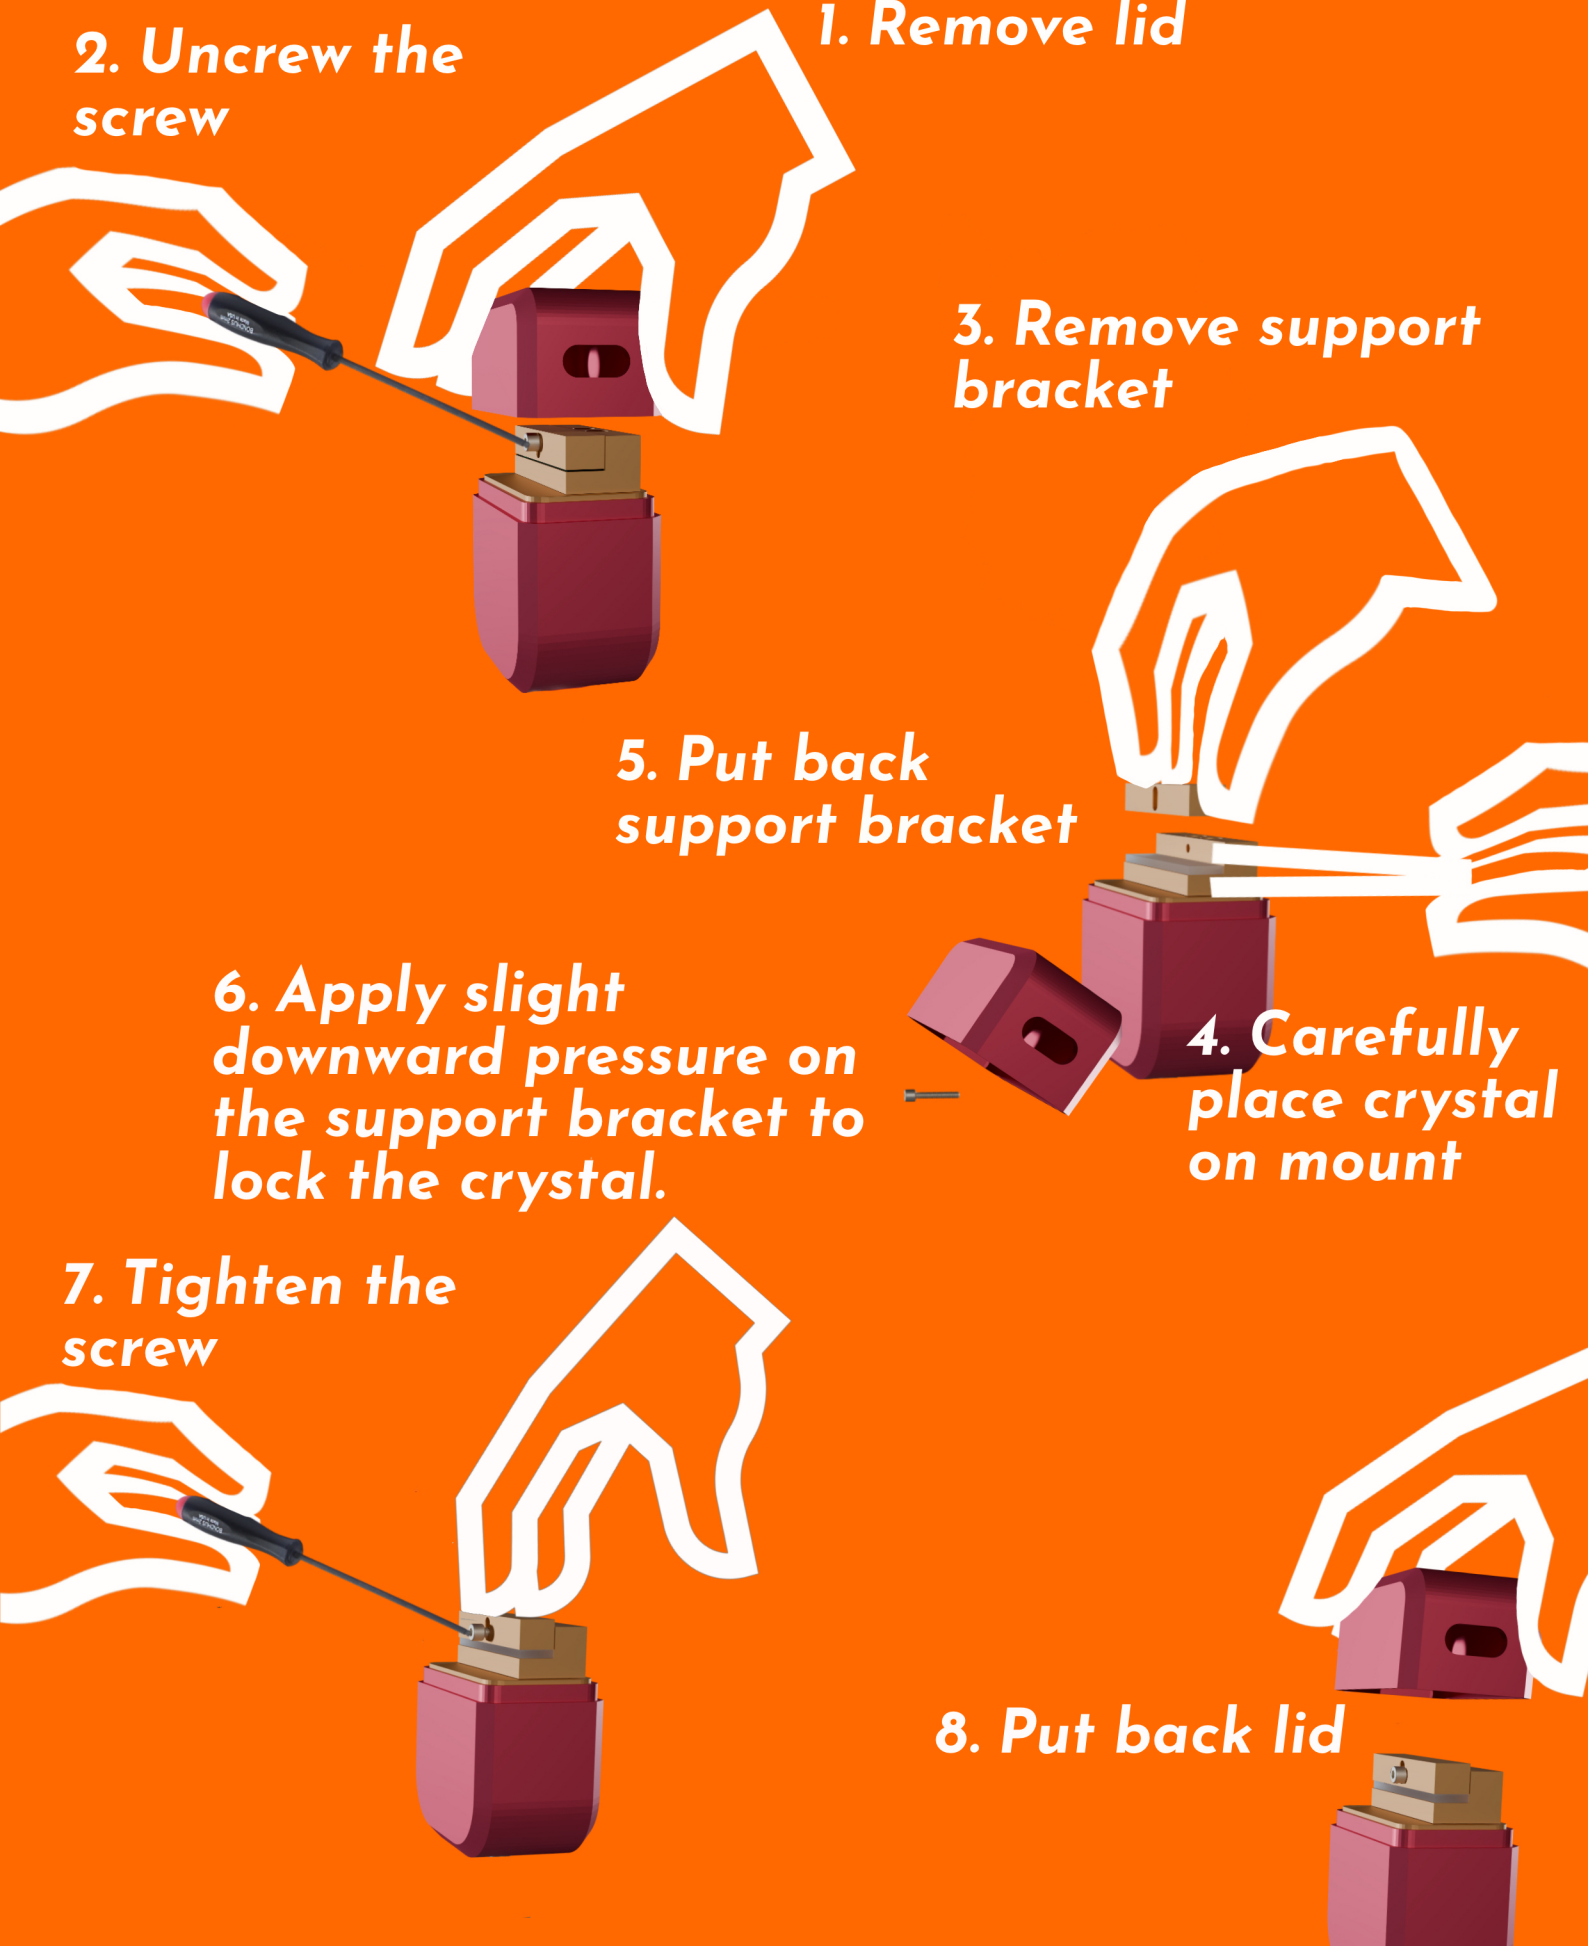 1. Remove lid
2. Uncrew the
screw
3. Remove support
bracket
4. Carefully
place crystal
on mount
5. Put back
support bracket
6. Apply slight
downward pressure on
the support bracket to
lock the crystal.
7. Tighten the
screw
8. Put back lid